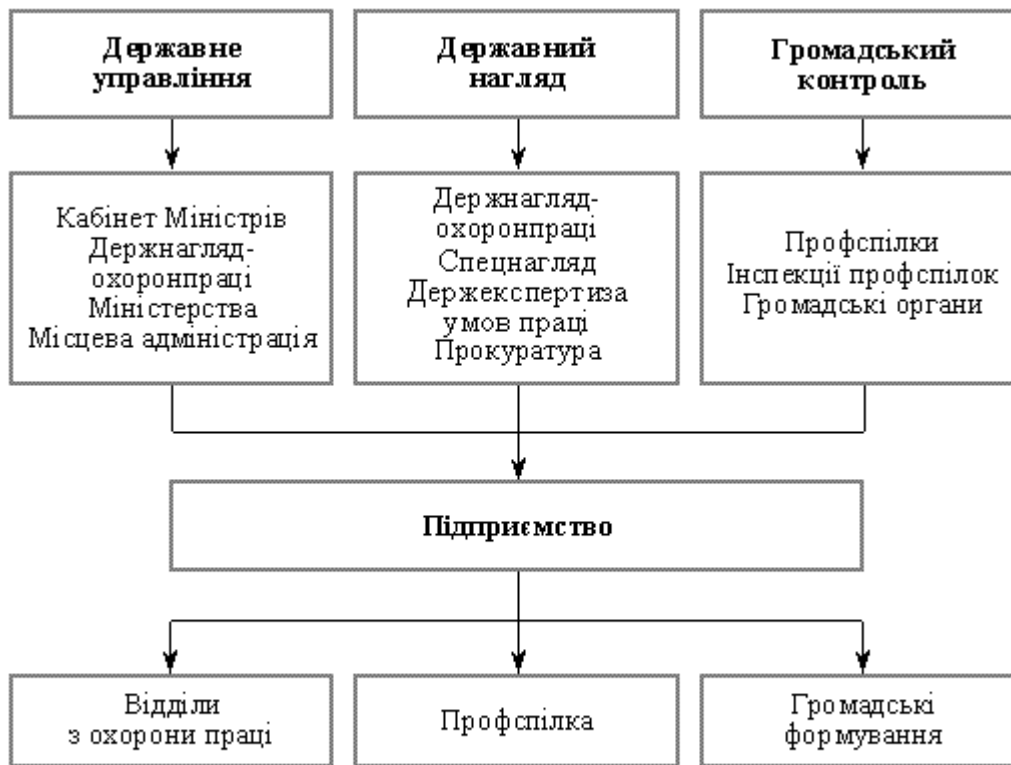 Державне
управління
Державний
нагляд
Громадський
контроль
Кабінет Міністрів
Держнагляд-
охоронпраці
Міністерства
Місцева адміністрація
Держнагляд-
охоронпраці
Спецнагляд
Держекспертиза
умов праці
Прокуратура
Профспілки
Інспекції профспілок
Громадські органи
Підприємство
Відділи
з охорони праці
Профспілка
Громадські
формування